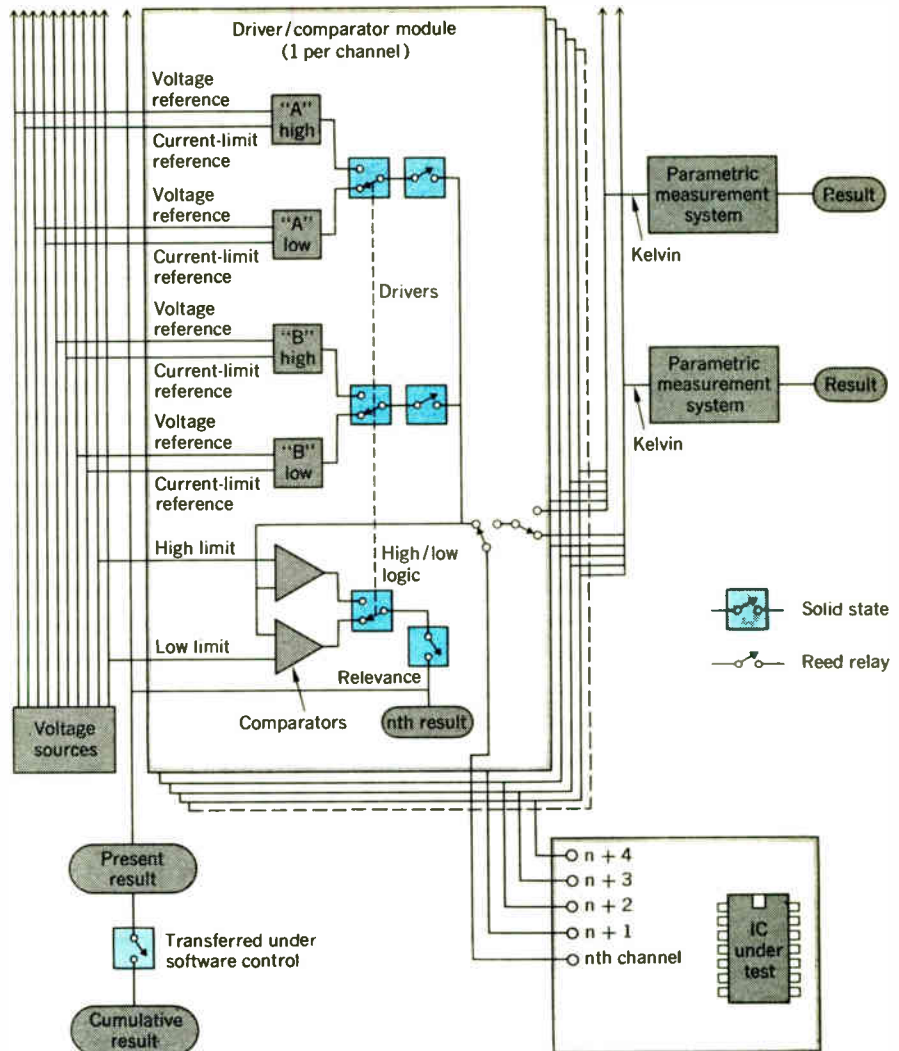 Driver/comparator module
(1 per channel)
Voltage
reference
"A"
high
Current-limit
reference
Voltage
reference
"A"
low
Current-limit
reference
Drivers
Voltage
reference
"B"
high
Current-limit
reference
Voltage
reference
"B"
low
Current-limit
reference
High limit
High/low
logic
Low limit
Relevance
Comparators
nth result
Voltage
sources
Present
result
Transferred under
software control
Cumulative
result
Parametric
measurement
system
Result
Kelvin
Parametric
measurement
system
Result
Kelvin
Solid state
Reed relay
n + 4
n + 3
n + 2
n + 1
nth channel
IC
under
test